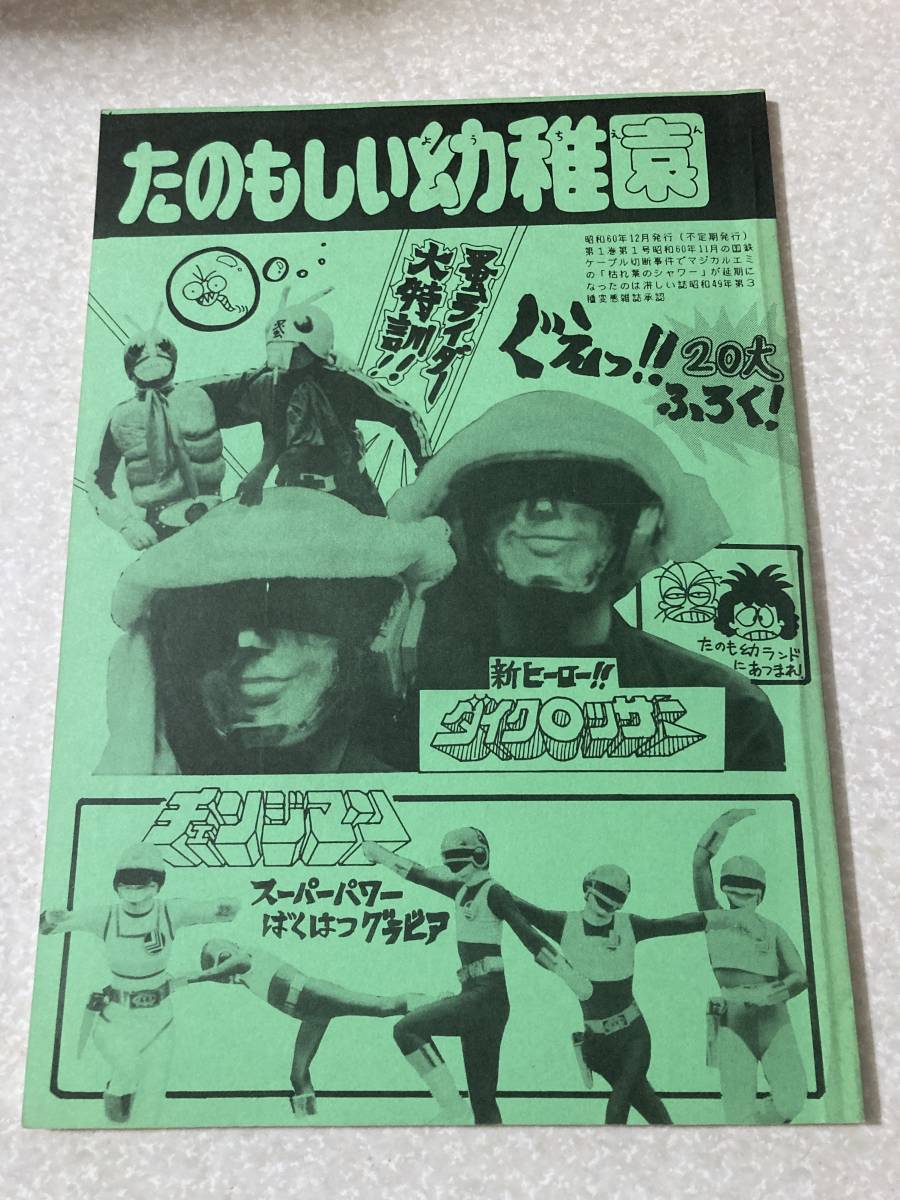 たのもしい幼稚園
ようちえん
昭和60年12月発行(不定期発行)
第1巻第1号昭和60年11月の国鉄
ケーブル切断事件でマジカルエミ
の「枯れ葉のシャワー」が延期に
なったのは淋しい誌昭和49年第3
種変態雑誌承認
蚤ライダー
大特訓!!
ぐえっ!!
20大
ふろく!
たのも幼ランド
にあつまれ!
新ヒーロー!!
ダイクロッサー
チェンジマン
スーパーパワー
ばくはつグラビア